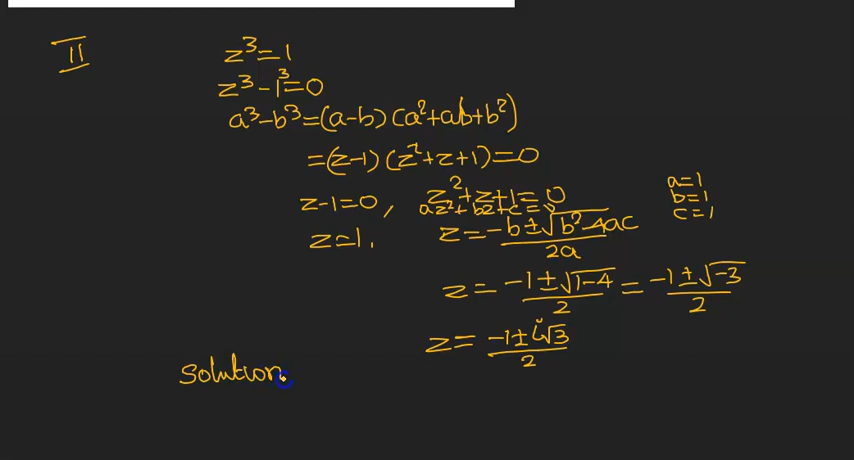 II
z³=1
z³-1³=0
a³-b³=(a-b)(a²+ab+b²)
=(z-1)(z²+z+1)=0
z-1=0, z²+z+1=0
az²+bz+c=0
a=1
b=1
c=1
z=1, z=-b±√b²-4ac/2a
z=-1±√1-4/2=-1±√-3/2
z=-1±i√3/2
Solution